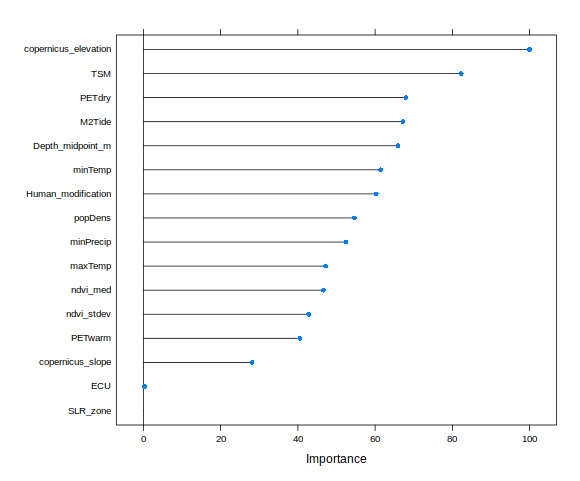 copernicus_elevation
TSM
PETdry
M2Tide
Depth_midpoint_m
minTemp
Human_modification
popDens
minPrecip
maxTemp
ndvi_med
ndvi_stdev
PETwarm
copernicus_slope
ECU
SLR_zone
0 20 40 60 80 100
Importance